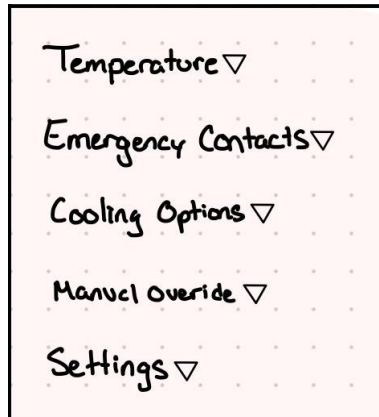 Temperature ▽
Emergency Contacts ▽
Cooling Options ▽
Manucl Overide ▽
Settings ▽